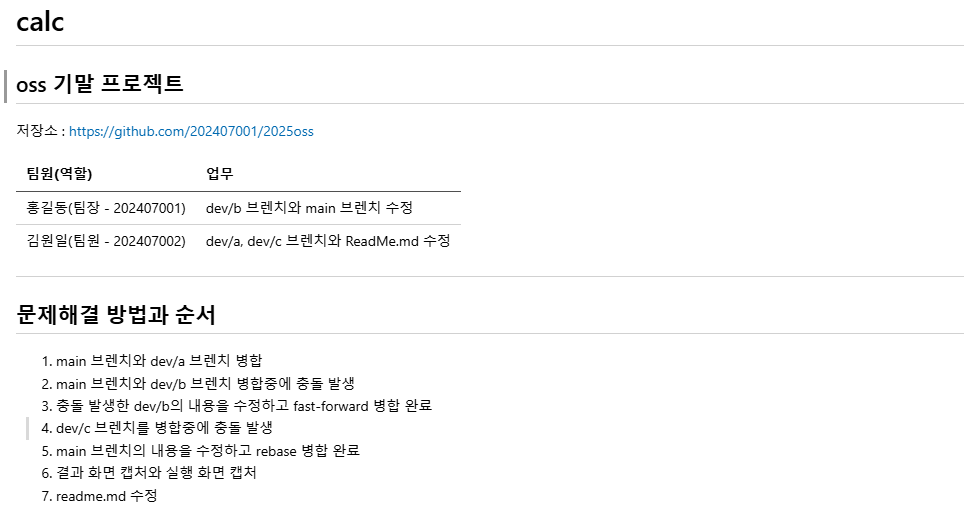 calc
oss 기말 프로젝트
저장소 : https://github.com/202407001/2025oss
팀원(역할) 업무
홍길동(팀장 - 202407001) dev/b 브렌치와 main 브렌치 수정
김원일(팀원 - 202407002) dev/a, dev/c 브렌치와 ReadMe.md 수정
문제해결 방법과 순서
1. main 브렌치와 dev/a 브렌치 병합
2. main 브렌치와 dev/b 브렌치 병합중에 충돌 발생
3. 충돌 발생한 dev/b의 내용을 수정하고 fast-forward 병합 완료
4. dev/c 브렌치를 병합중에 충돌 발생
5. main 브렌치의 내용을 수정하고 rebase 병합 완료
6. 결과 화면 캡처와 실행 화면 캡처
7. readme.md 수정